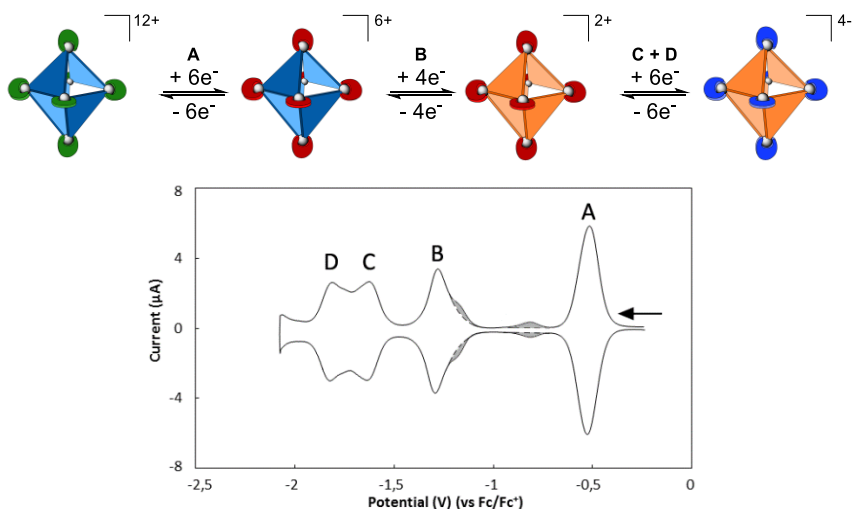 12+
A
+ 6e-
- 6e-
6+
B
+ 4e-
- 4e-
2+
C + D
+ 6e-
- 6e-
4-
8
4
0
-4
-8
Current (μA)
D
C
B
A
-2,5
-2
-1,5
-1
-0,5
0
Potential (V) (vs Fc/Fc+)